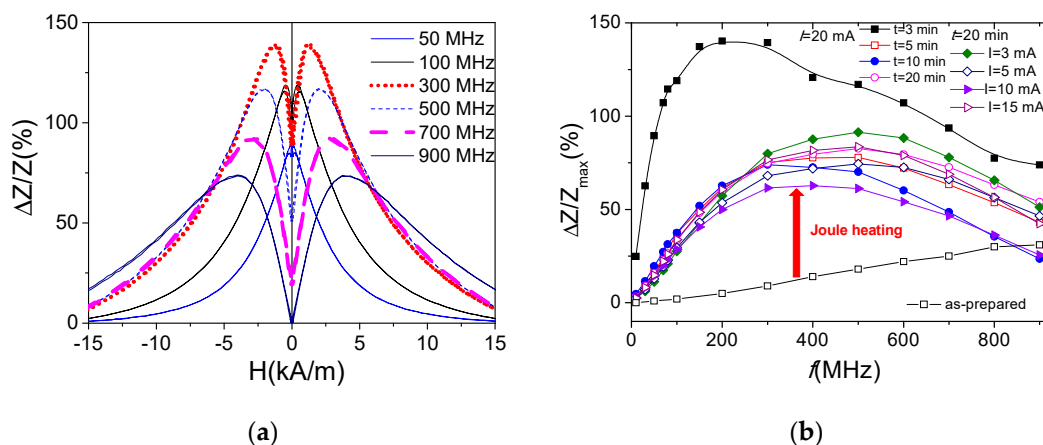 150
100
50
0
ΔZ/Z(%)
-15 -10 -5 0 5 10 15
H(kA/m)
50 MHz
100 MHz
300 MHz
500 MHz
700 MHz
900 MHz
(a)
150
100
50
0
ΔZ/Z max (%)
0 200 400 600 800
f(MHz)
I=20 mA
t=3 min
t=5 min
t=10 min
t=20 min
t=20 min
I=3 mA
I=5 mA
I=10 mA
I=15 mA
Joule heating
as-prepared
(b)